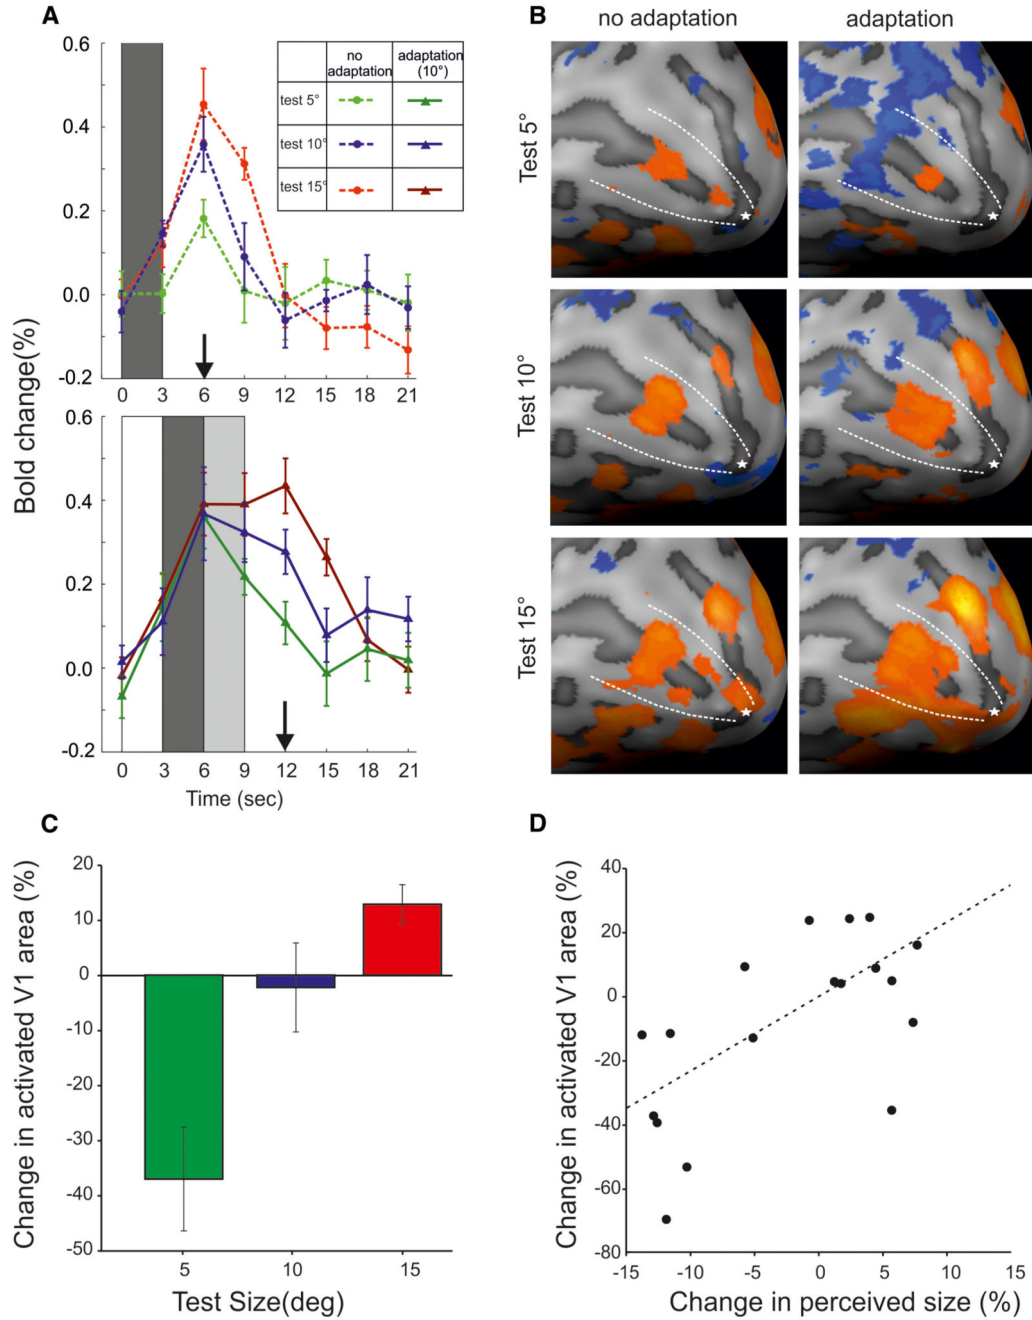 A
0.6
0.4
0.2
0.0
-0.2
0 3 6 9 12 15 18 21
no adaptation
adaptation (10°)
test 5°
test 10°
test 15°
Bold change(%)
0.6
0.4
0.2
0.0
-0.2
0 3 6 9 12 15 18 21
Time (sec)
B
no adaptation
adaptation
Test 5°
Test 10°
Test 15°
C
Change in activated V1 area (%)
20
10
0
-10
-20
-30
-40
-50
5 10 15
Test Size(deg)
D
Change in activated V1 area (%)
40
20
0
-20
-40
-60
-80
-15 -10 -5 0 5 10 15
Change in perceived size (%)